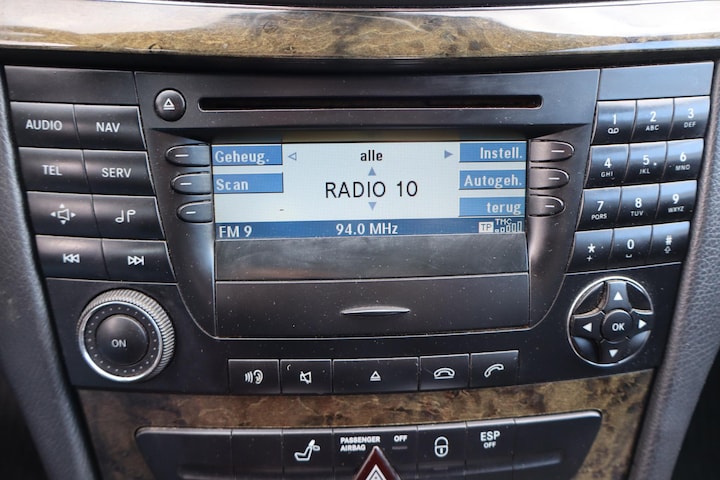 AUDIO NAV
TEL SERV
ON
Geheug. alle Instell.
Scan RADIO 10 Autogeh.
terug
FM 9 94.0 MHz TP TMC
1 2 ABC 3 DEF
4 GHI 5 JKL 6 MNO
7 PQRS 8 TUV 9 WXYZ
* 0 #
OK
PASSENGER OFF
AIRBAG
ESP
OFF